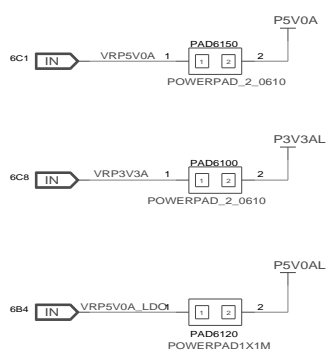 P5V0A
PAD6150
6C1 IN VRP5V0A 1 1 2 2
POWERPAD_2_0610
P3V3AL
PAD6100
6C8 IN VRP3V3A 1 1 2 2
POWERPAD_2_0610
P5V0AL
6B4 IN VRP5V0A_LDO1 1 2 2
PAD6120
POWERPAD1X1M